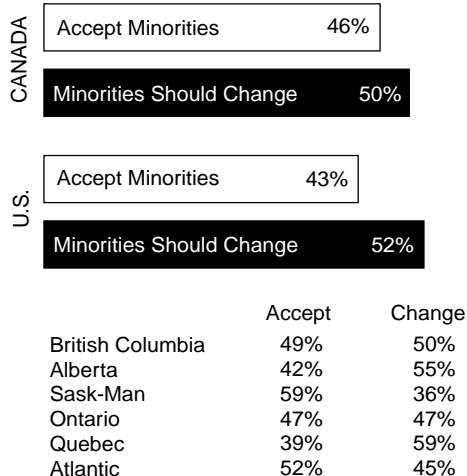 CANADA
Accept Minorities 46%
Minorities Should Change 50%
U.S.
Accept Minorities 43%
Minorities Should Change 52%
Accept Change
British Columbia 49% 50%
Alberta 42% 55%
Sask-Man 59% 36%
Ontario 47% 47%
Quebec 39% 59%
Atlantic 52% 45%